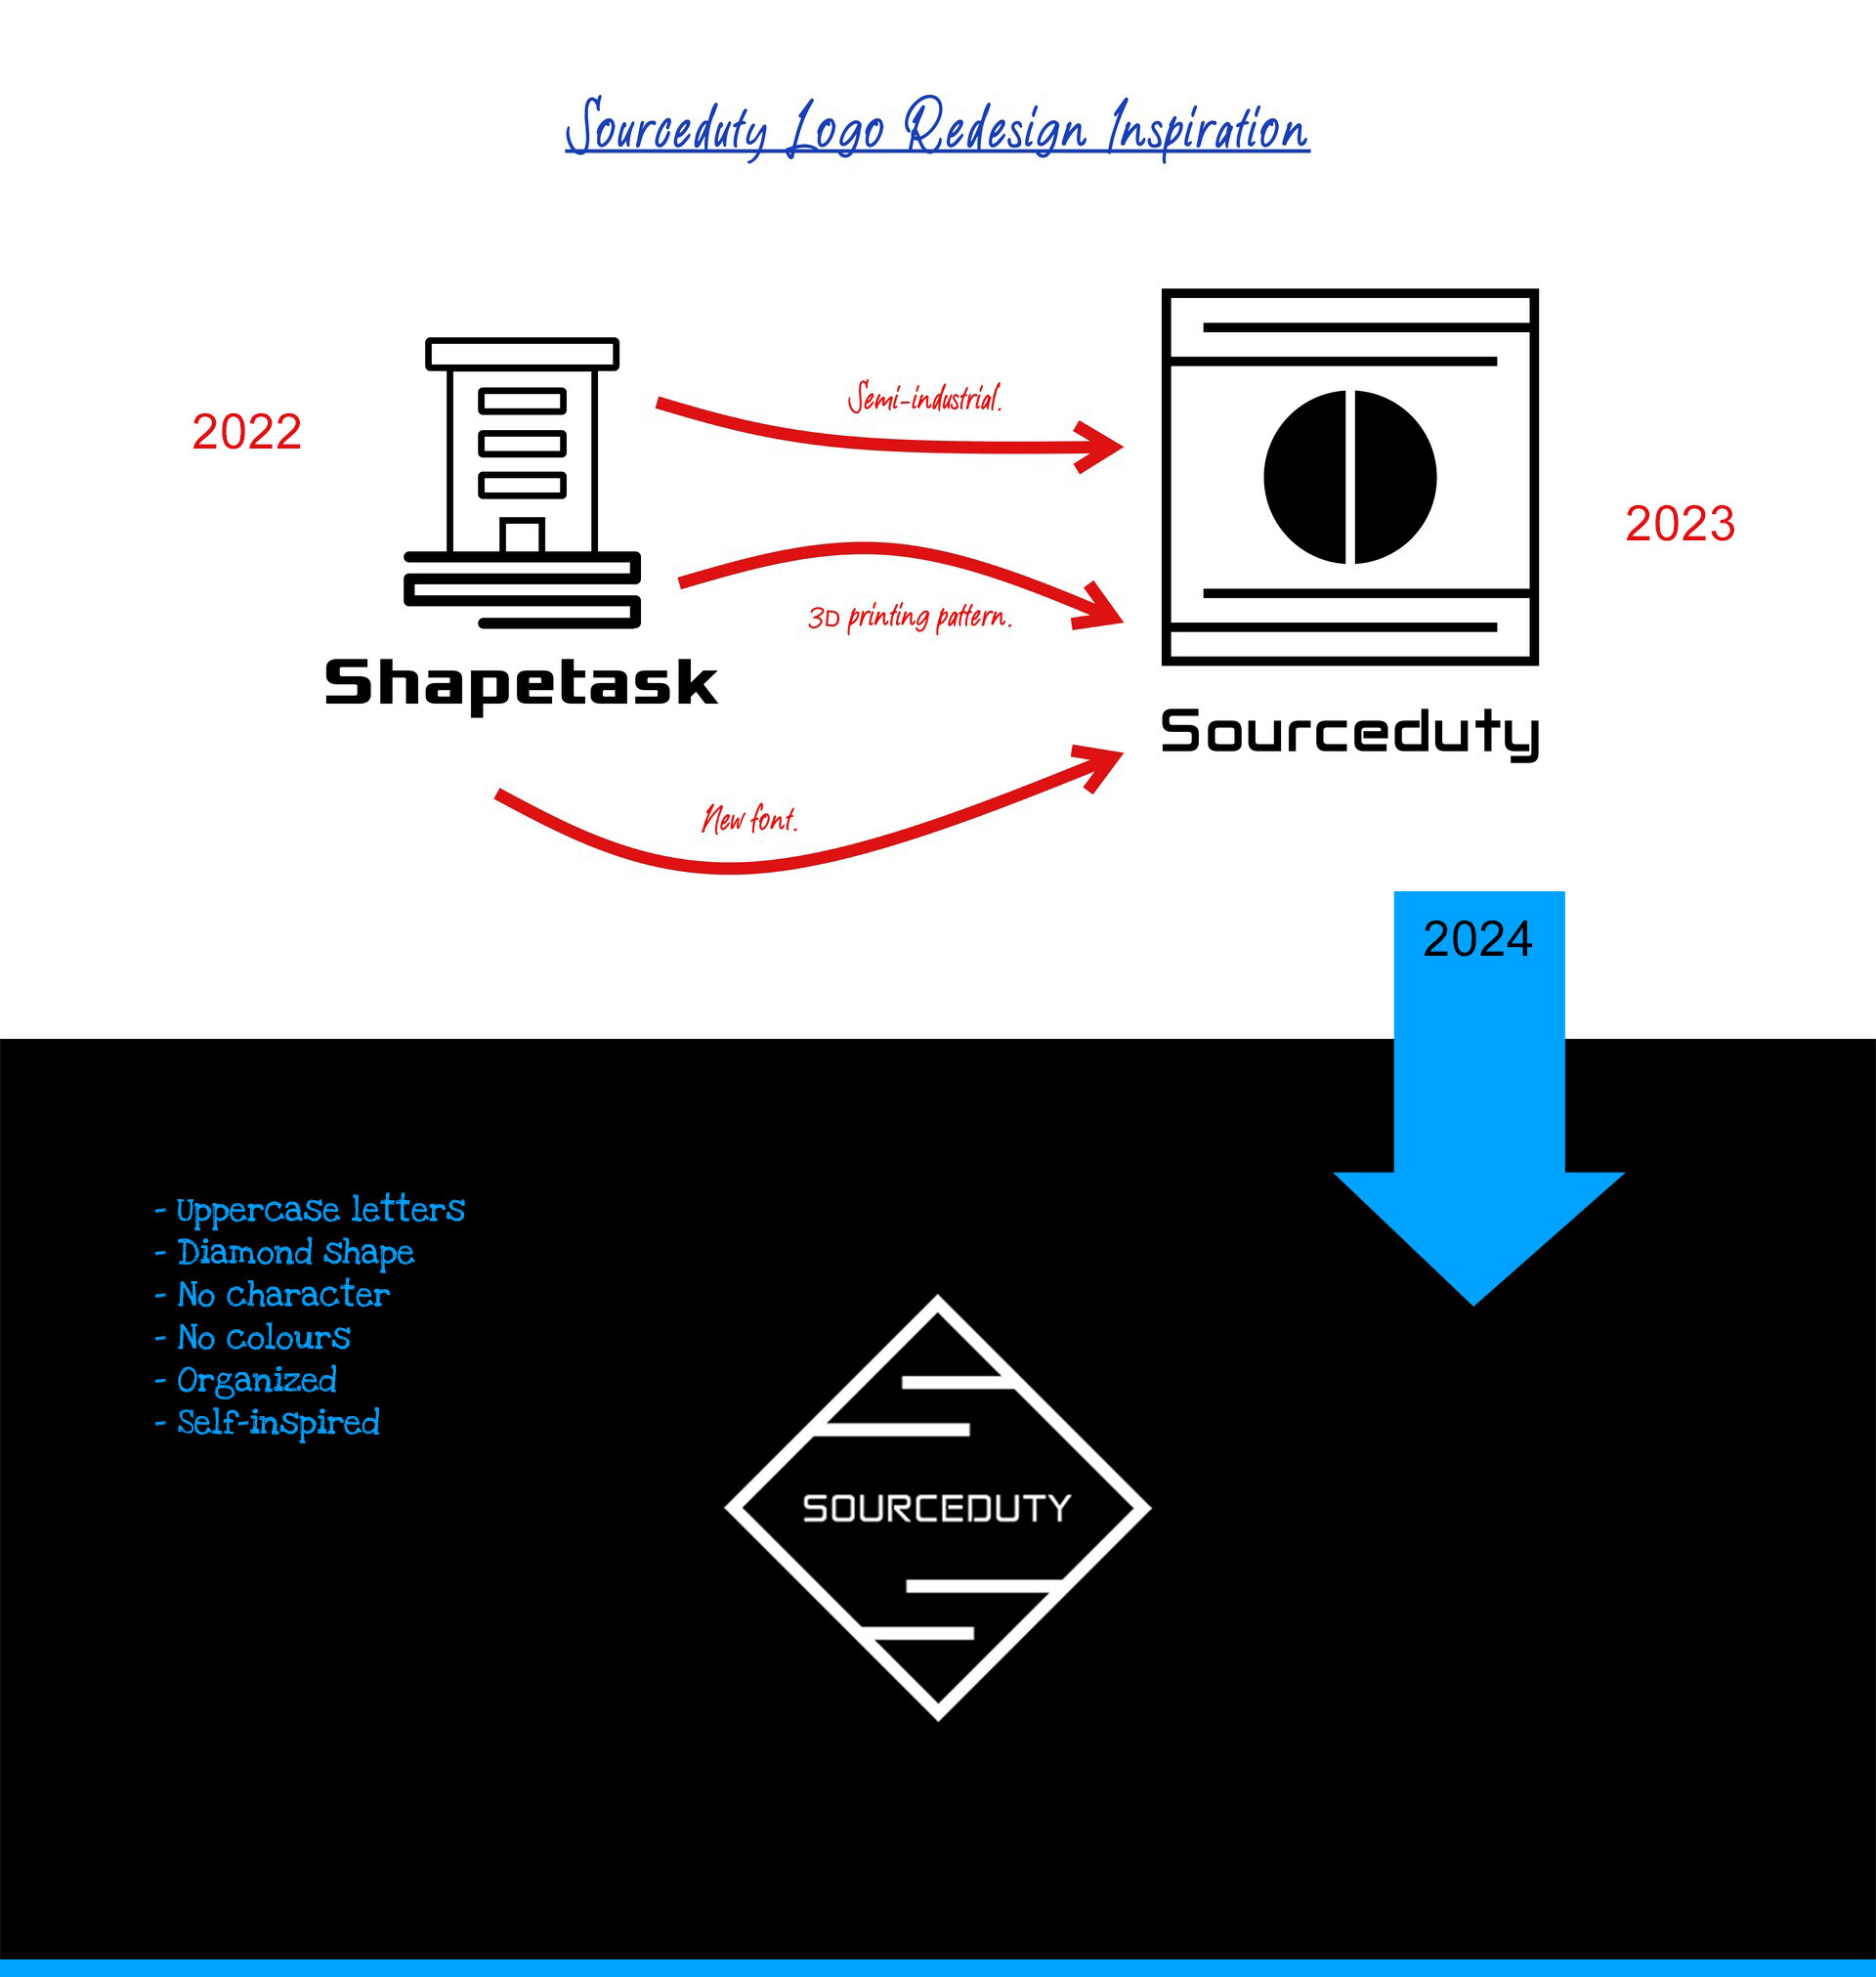 Sourceduty Logo Redesign Inspiration
2022
Semi-industrial.
2023
3D printing pattern.
Shapetask
Sourceduty
New font.
2024
- Uppercase letters
- Diamond shape
- No character
- No colours
- Organized
- Self-inspired
SOURCEDUTY